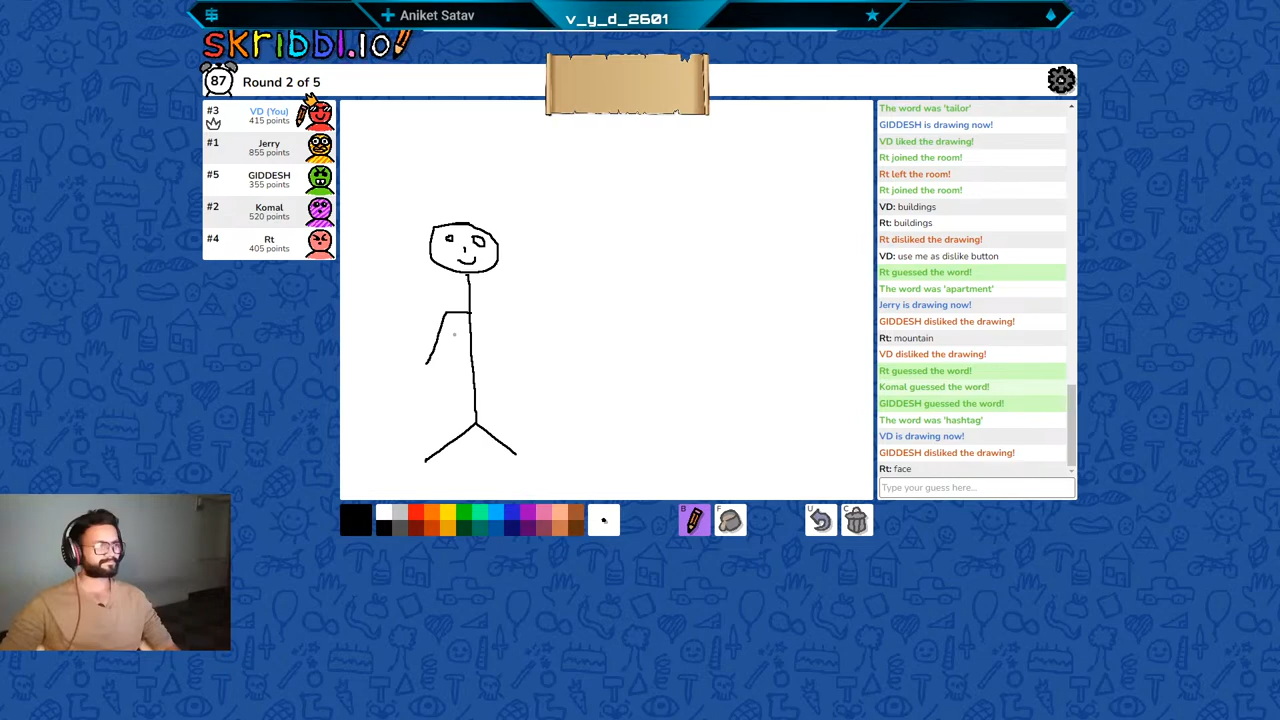 Aniket Satav
v_y_d_2601
skribbl.io
87
Round 2 of 5
#3
VD (You)
415 points
#1
Jerry
855 points
#5
GIDDESH
355 points
#2
Komal
520 points
#4
Rt
405 points
The word was 'tailor'
GIDDESH is drawing now!
VD liked the drawing!
Rt joined the room!
Rt left the room!
Rt joined the room!
VD: buildings
Rt: buildings
Rt disliked the drawing!
VD: use me as dislike button
Rt guessed the word!
The word was 'apartment'
Jerry is drawing now!
GIDDESH disliked the drawing!
Rt: mountain
VD disliked the drawing!
Rt guessed the word!
Komal guessed the word!
GIDDESH guessed the word!
The word was 'hashtag'
VD is drawing now!
GIDDESH disliked the drawing!
Rt: face
Type your guess here...
B
F
U
C